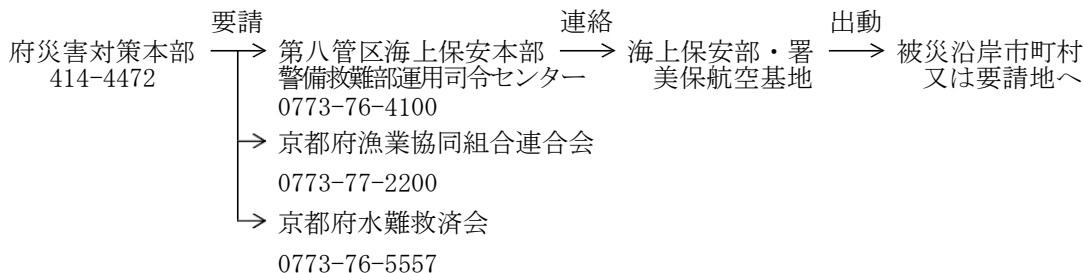 要請
連絡
出動
府災害対策本部
第八管区海上保安本部
海上保安部・署
被災沿岸市町村
414-4472
警備救難部運用司令センター
美保航空基地
又は要請地へ
0773-76-4100
京都府漁業協同組合連合会
0773-77-2200
京都府水難救済会
0773-76-5557